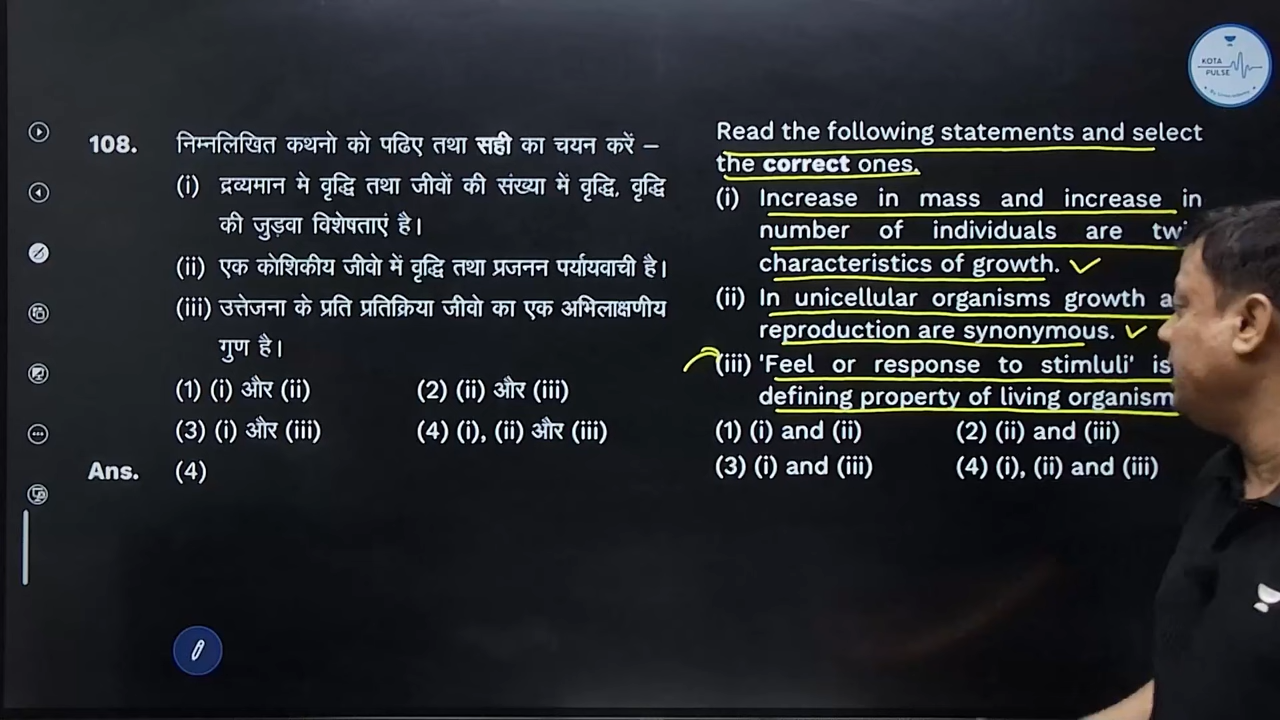 KOTA
PULSE
108. निम्नलिखित कथनो को पढिए तथा सही का चयन करें –
(i) द्रव्यमान मे वृद्धि तथा जीवों की संख्या में वृद्धि, वृद्धि
की जुड़वा विशेषताएं है।
(ii) एक कोशिकीय जीवो में वृद्धि तथा प्रजनन पर्यायवाची है।
(iii) उत्तेजना के प्रति प्रतिक्रिया जीवो का एक अभिलाक्षणीय
गुण है।
(1) (i) और (ii) (2) (ii) और (iii)
(3) (i) और (iii) (4) (i), (ii) और (iii)
Ans. (4)
Read the following statements and select
the correct ones.
(i) Increase in mass and increase in
number of individuals are
characteristics of growth.
(ii) In unicellular organisms growth
reproduction are synonymous.
(iii) 'Feel or response to stimluli' is
defining property of living organism
(1) (i) and (ii) (2) (ii) and (iii)
(3) (i) and (iii) (4) (i), (ii) and (iii)